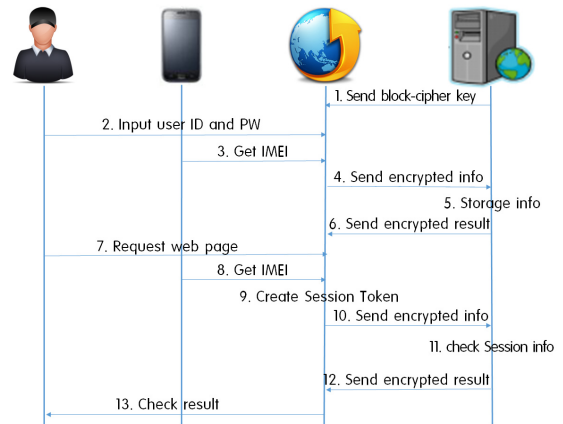 1. Send block-cipher key
2. Input user ID and PW
3. Get IMEI
4. Send encrypted info
5. Storage info
6. Send encrypted result
7. Request web page
8. Get IMEI
9. Create Session Token
10. Send encrypted info
11. check Session info
12. Send encrypted result
13. Check result